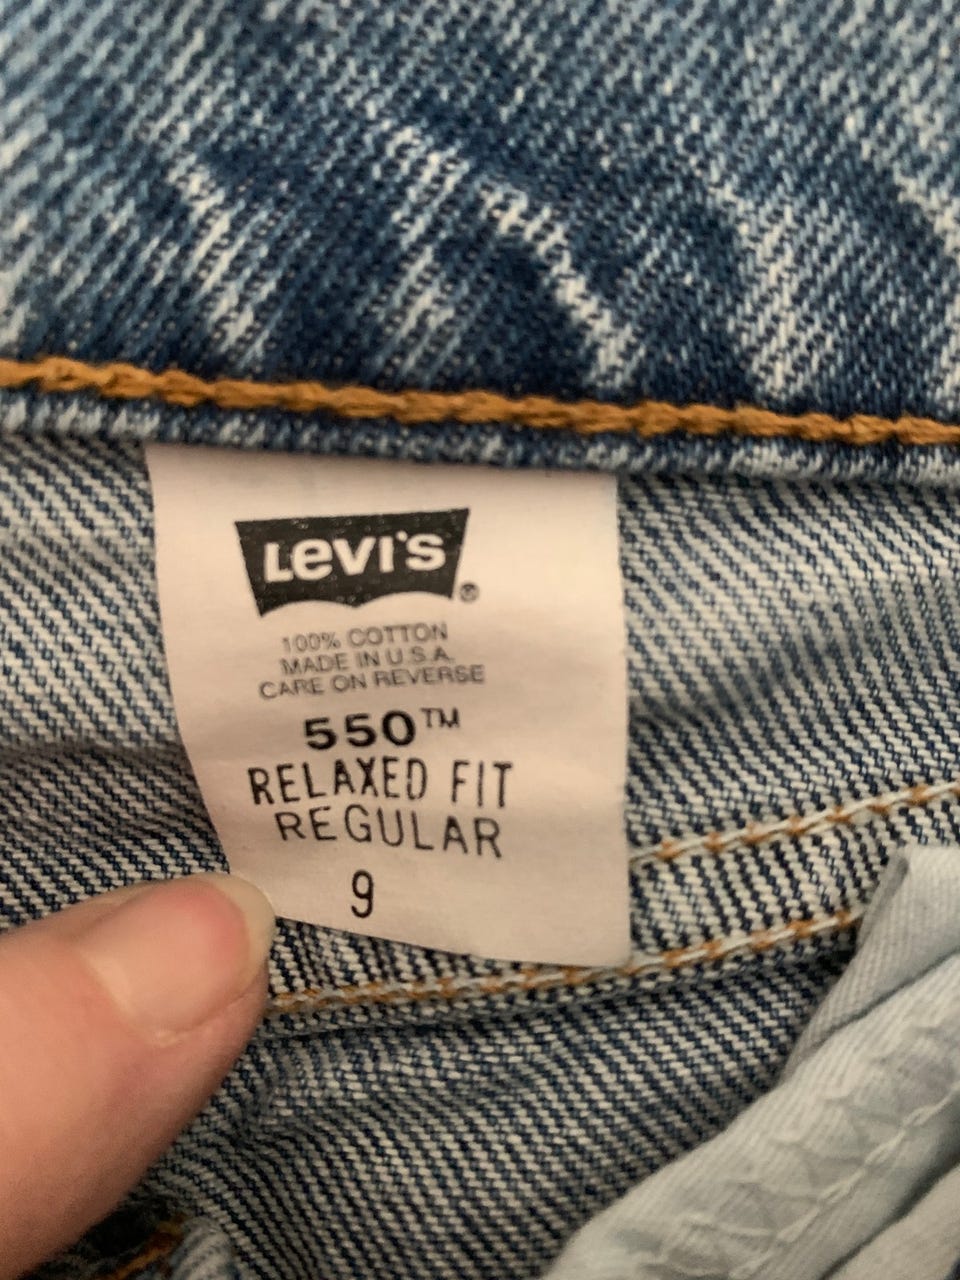 Levi's®
100% COTTON
MADE IN U.S.A.
CARE ON REVERSE
550™
RELAXED FIT
REGULAR
9